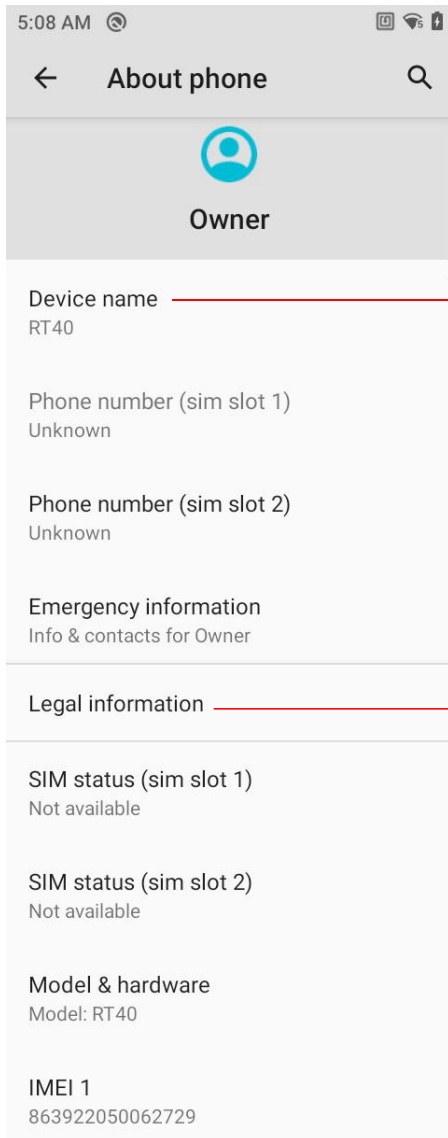 5:08 AM
About phone
Owner
Device name
RT40
Phone number (sim slot 1)
Unknown
Phone number (sim slot 2)
Unknown
Emergency information
Info & contacts for Owner
Legal information
SIM status (sim slot 1)
Not available
SIM status (sim slot 2)
Not available
Model & hardware
Model: RT40
IMEI 1
863922050062729